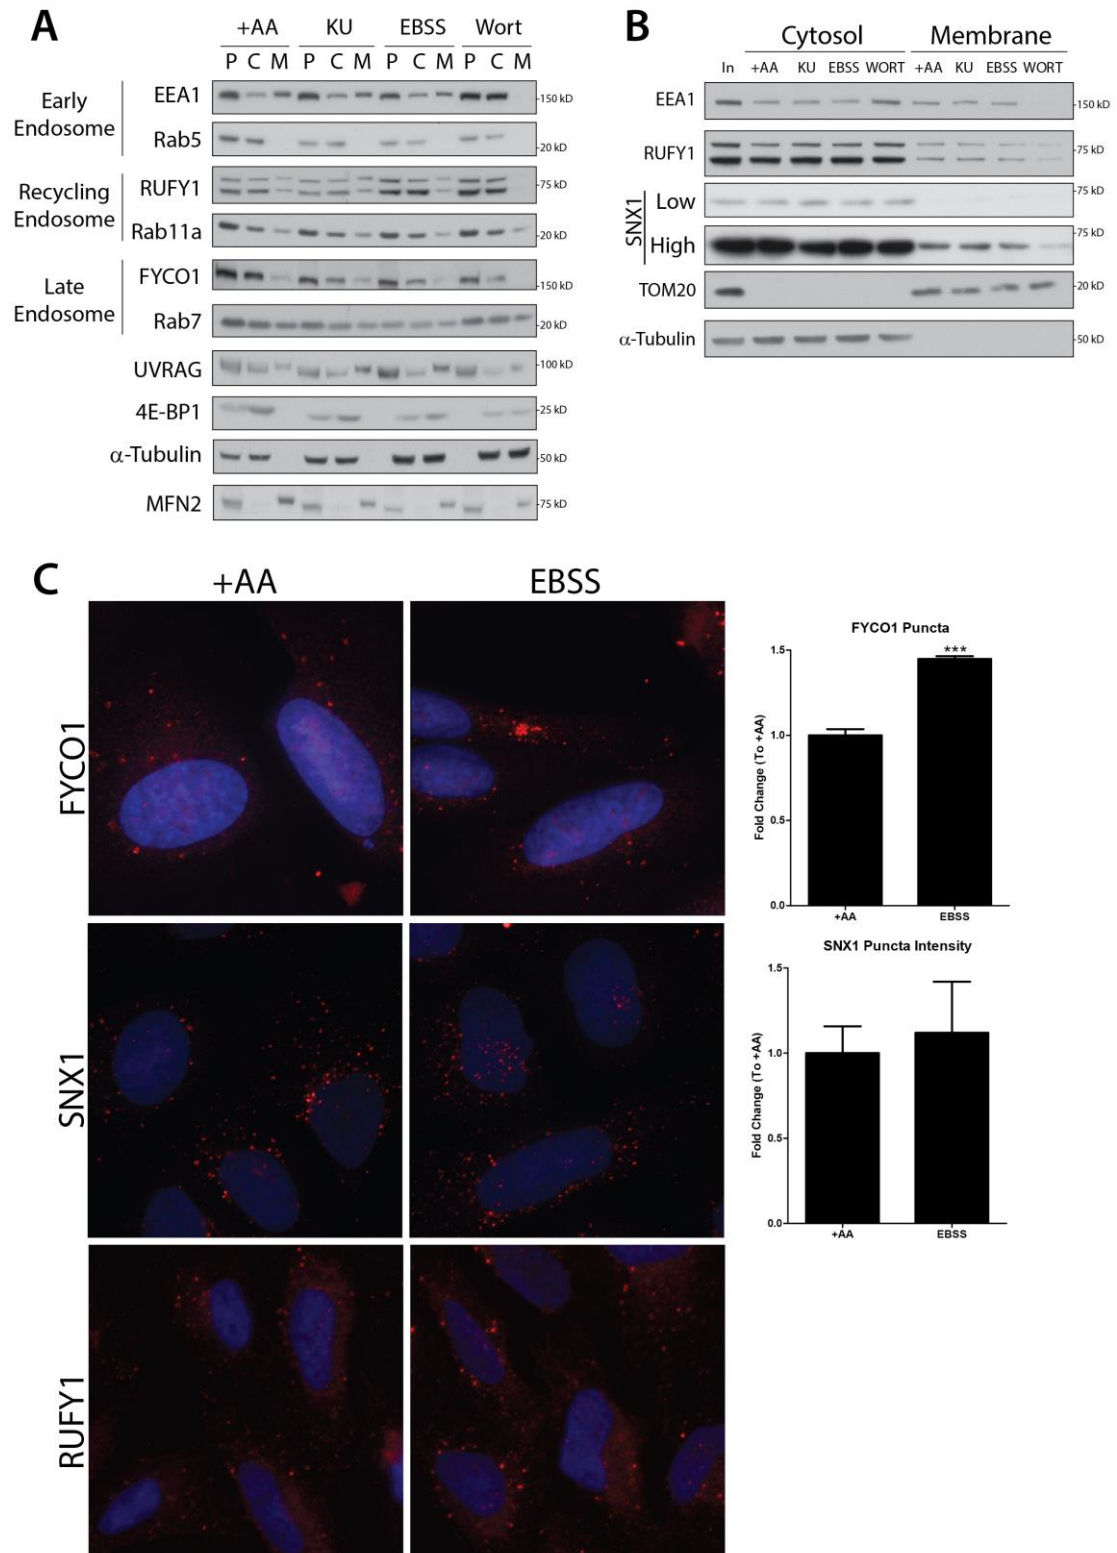 A
+AA KU EBSS Wort
P C M P C M P C M P C M
Early Endosome
EEA1
150 kD
Rab5
20 kD
Recycling Endosome
RUFY1
75 kD
Rab11a
20 kD
Late Endosome
FYCO1
150 kD
Rab7
20 kD
UVRAG
100 kD
4E-BP1
25 kD
α-Tubulin
50 kD
MFN2
75 kD
B
Cytosol Membrane
In +AA KU EBSS WORT +AA KU EBSS WORT
EEA1
150 kD
RUFY1
75 kD
SNX1
Low
75 kD
High
75 kD
TOM20
20 kD
α-Tubulin
50 kD
C
+AA EBSS
FYCO1
SNX1
RUFY1
FYCO1 Puncta
Fold Change (To +AA)
1.5
1.0
0.5
0.0
***
+AA EBSS
SNX1 Puncta Intensity
Fold Change (To +AA)
1.5
1.0
0.5
0.0
+AA EBSS